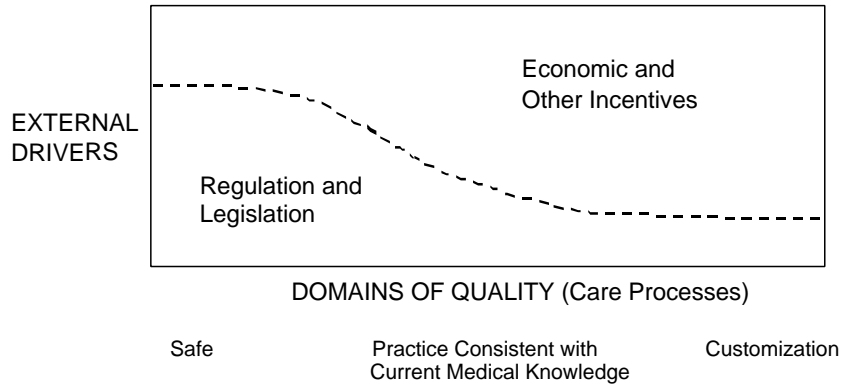 Economic and
Other Incentives
EXTERNAL
DRIVERS
Regulation and
Legislation
DOMAINS OF QUALITY (Care Processes)
Safe
Practice Consistent with
Current Medical Knowledge
Customization